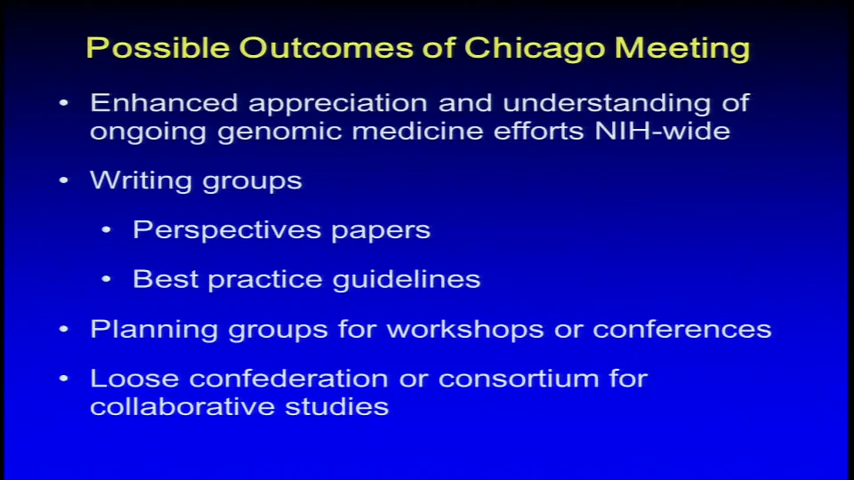 Possible Outcomes of Chicago Meeting
• Enhanced appreciation and understanding of
ongoing genomic medicine efforts NIH-wide
• Writing groups
• Perspectives papers
• Best practice guidelines
• Planning groups for workshops or conferences
• Loose confederation or consortium for
collaborative studies